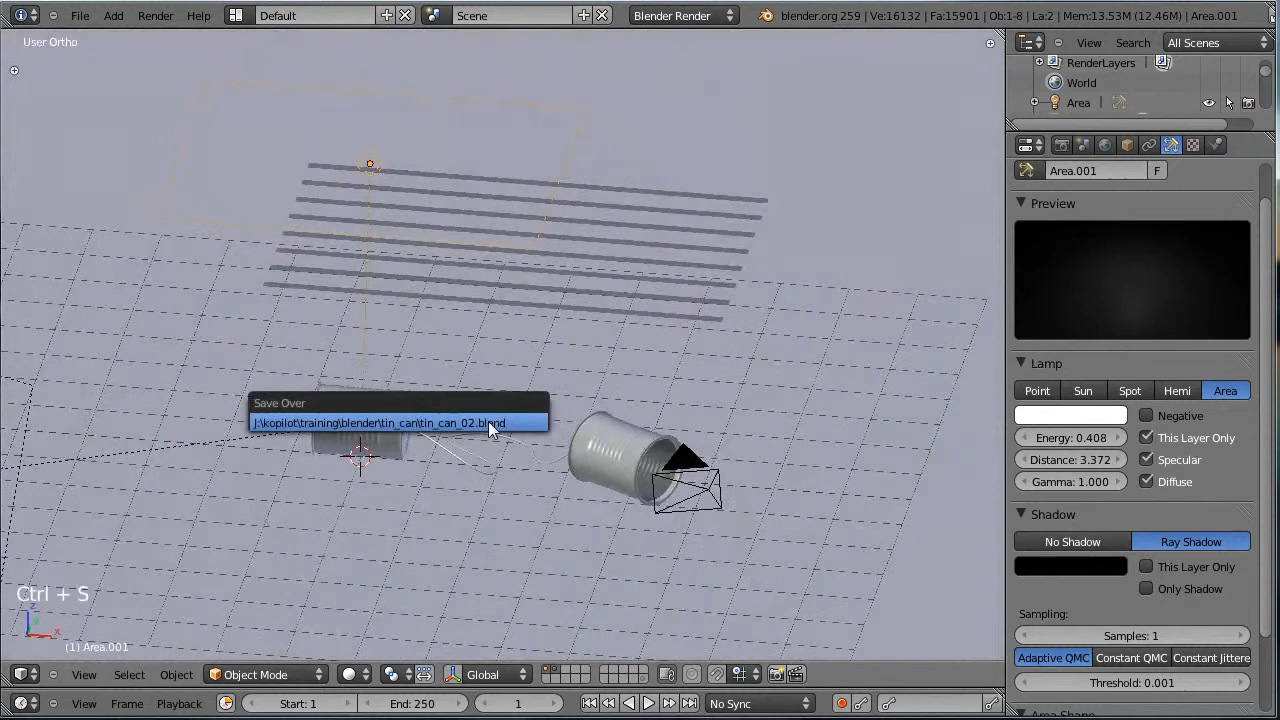 File Add Render Help Default Scene Blender Render blender.org 259 | Ve:16132 | Fa:15901 | Ob:1-8 | La:2 | Mem:13.53M (12.46M) | Area.001
User Ortho
View Search All Scenes
RenderLayers
World
Area
Area.001 F
Preview
Lamp
Point Sun Spot Hemi Area
Negative
Energy: 0.408 This Layer Only
Distance: 3.372 Specular
Gamma: 1.000 Diffuse
Shadow
No Shadow Ray Shadow
This Layer Only
Only Shadow
Sampling:
Samples: 1
Adaptive QMC Constant QMC Constant Jittere
Threshold: 0.001
Save Over
J:\kopilot\training\blender\tin_can\tin_can_02.blend
Ctrl + S
z
x
(1) Area.001
View Select Object Object Mode Global
View Frame Playback Start: 1 End: 250 1 No Sync